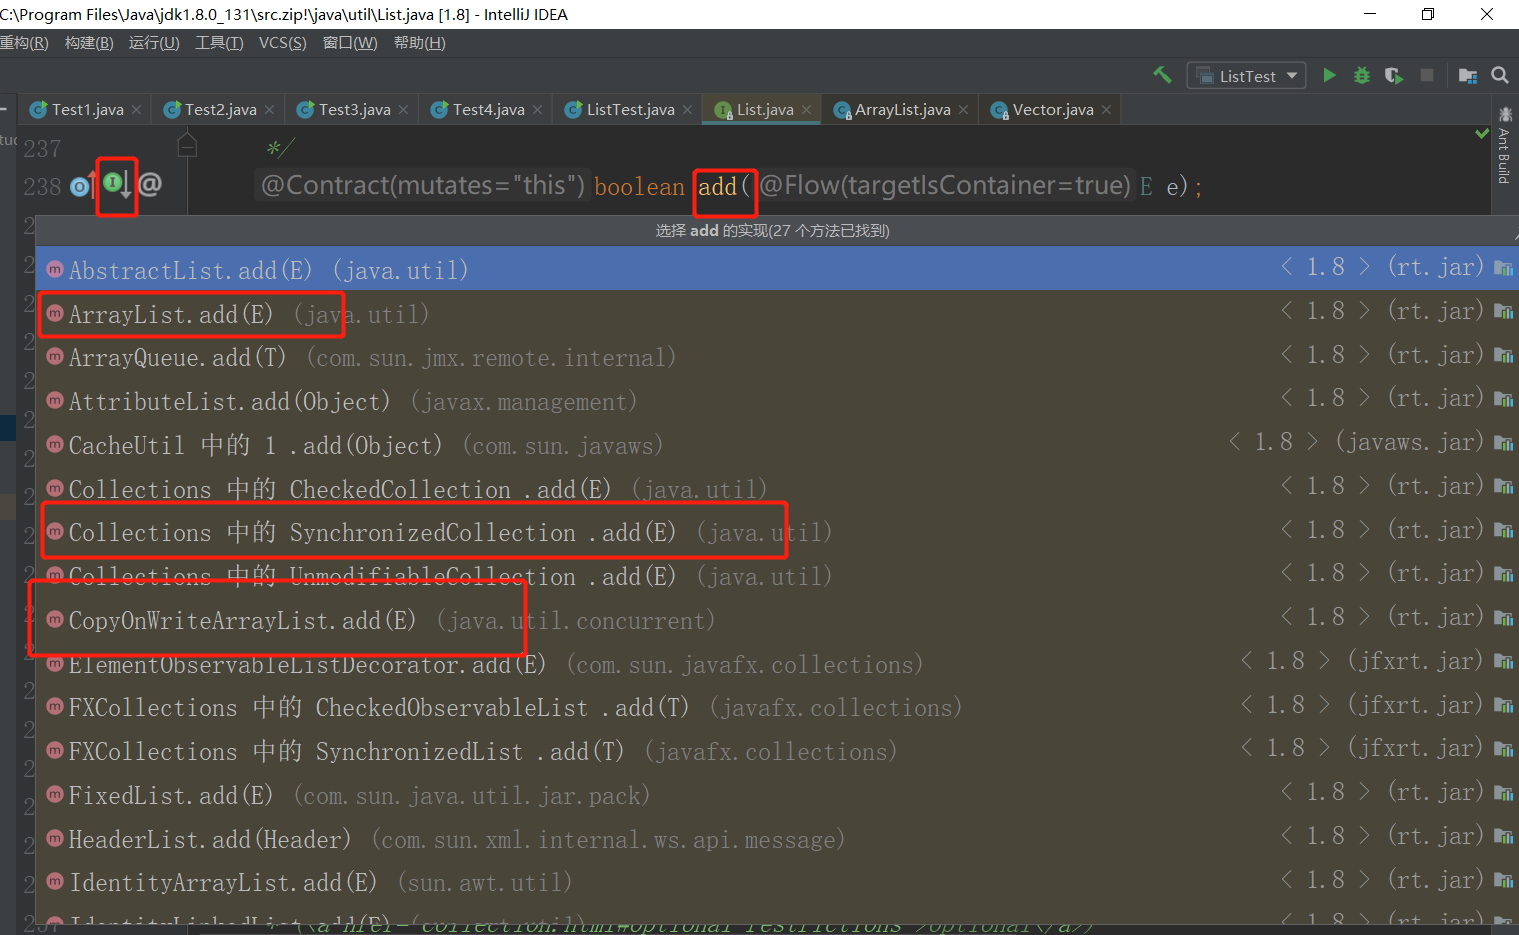 C:\Program Files\Java\jdk1.8.0_131\src.zip!\java\util\List.java [1.8] - IntelliJ IDEA
重构(R) 构建(B) 运行(U) 工具(T) VCS(S) 窗口(W) 帮助(H)
ListTest
Test1.java Test2.java Test3.java Test4.java ListTest.java List.java ArrayList.java Vector.java
Ant Build
237 */
238 @ @Contract(mutates="this") boolean add( @Flow(targetIsContainer=true) E e);
选择 add 的实现(27 个方法已找到)
AbstractList.add(E) (java.util) < 1.8 > (rt.jar)
ArrayList.add(E) (java.util) < 1.8 > (rt.jar)
ArrayQueue.add(T) (com.sun.jmx.remote.internal) < 1.8 > (rt.jar)
AttributeList.add(Object) (javax.management) < 1.8 > (rt.jar)
CacheUtil 中的 1 .add(Object) (com.sun.javaws) < 1.8 > (javaws.jar)
Collections 中的 CheckedCollection .add(E) (java.util) < 1.8 > (rt.jar)
Collections 中的 SynchronizedCollection .add(E) (java.util) < 1.8 > (rt.jar)
Collections 中的 UnmodifiableCollection .add(E) (java.util) < 1.8 > (rt.jar)
CopyOnWriteArrayList.add(E) (java.util.concurrent) < 1.8 > (rt.jar)
ElementObservableListDecorator.add(E) (com.sun.javafx.collections) < 1.8 > (jfxrt.jar)
FXCollections 中的 CheckedObservableList .add(T) (javafx.collections) < 1.8 > (jfxrt.jar)
FXCollections 中的 SynchronizedList .add(T) (javafx.collections) < 1.8 > (jfxrt.jar)
FixedList.add(E) (com.sun.java.util.jar.pack) < 1.8 > (rt.jar)
HeaderList.add(Header) (com.sun.xml.internal.ws.api.message) < 1.8 > (rt.jar)
IdentityArrayList.add(E) (sun.awt.util) < 1.8 > (rt.jar)
IdentityLinkedList.add(E) (sun.awt.util) < 1.8 > (rt.jar)